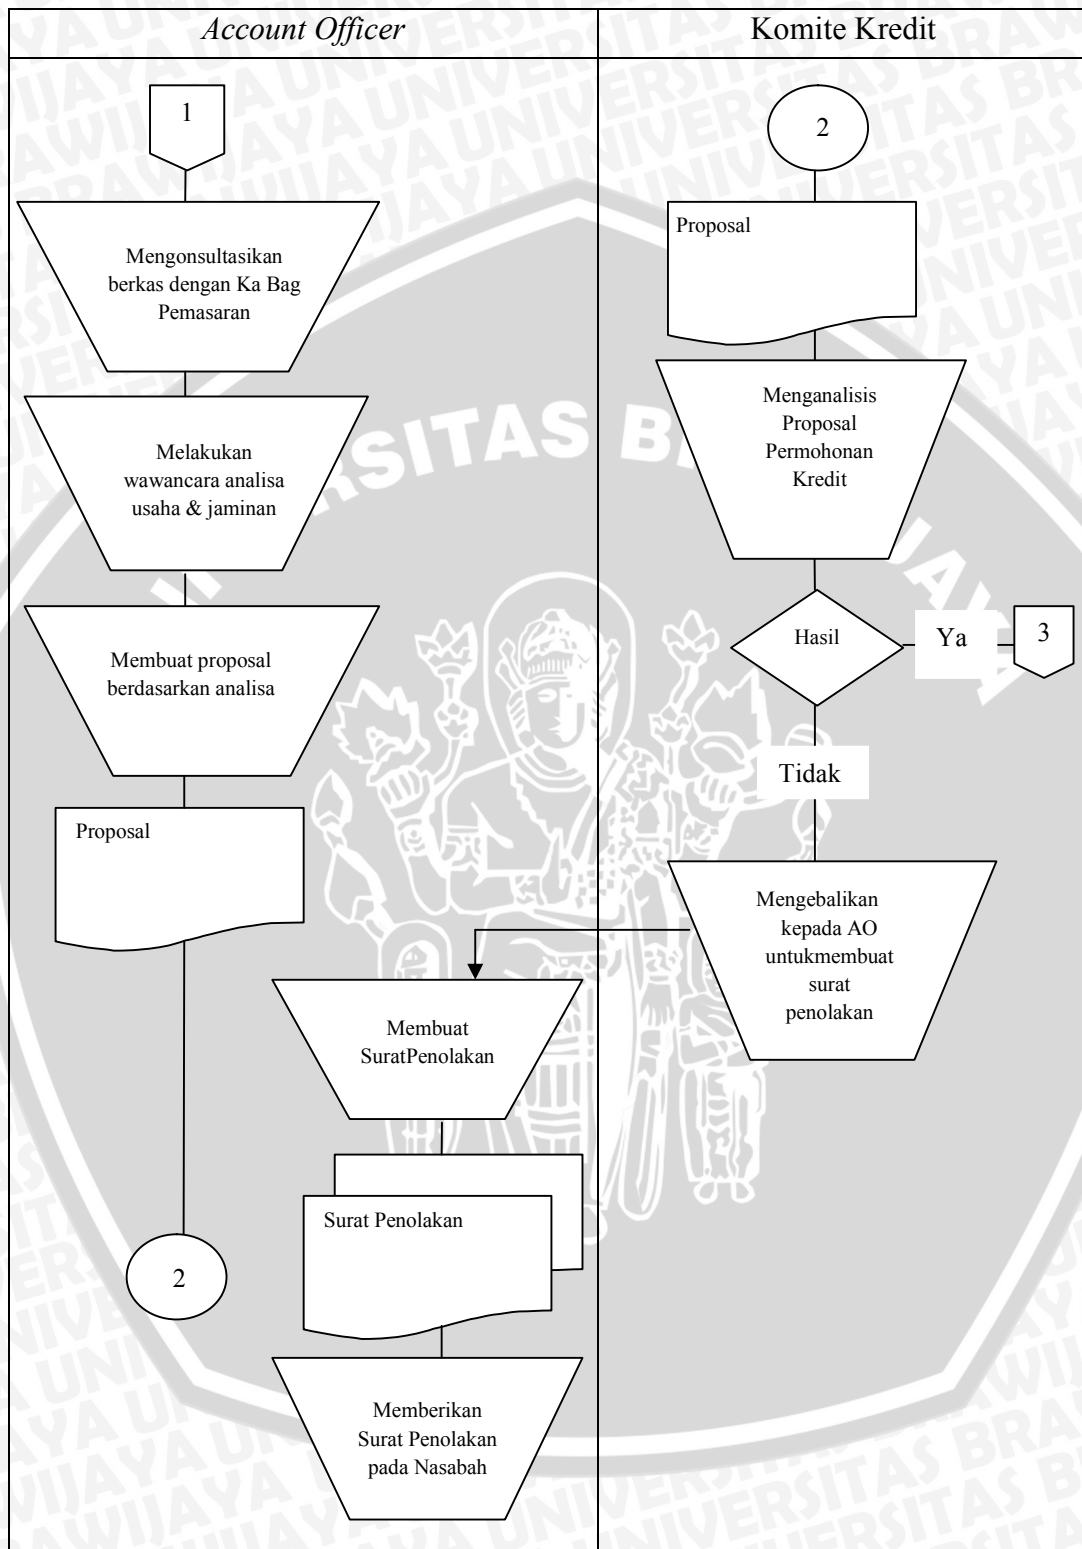 Account Officer
Komite Kredit
1
Mengonsultasikan
berkas dengan Ka Bag
Pemasaran
Melakukan
wawancara analisa
usaha & jaminan
Membuat proposal
berdasarkan analisa
Proposal
2
2
Proposal
Menganalisis
Proposal
Permohonan
Kredit
Hasil
Ya
3
Tidak
Mengebalikan
kepada AO
untukmembuat
surat
penolakan
Membuat
SuratPenolakan
Surat Penolakan
Memberikan
Surat Penolakan
pada Nasabah